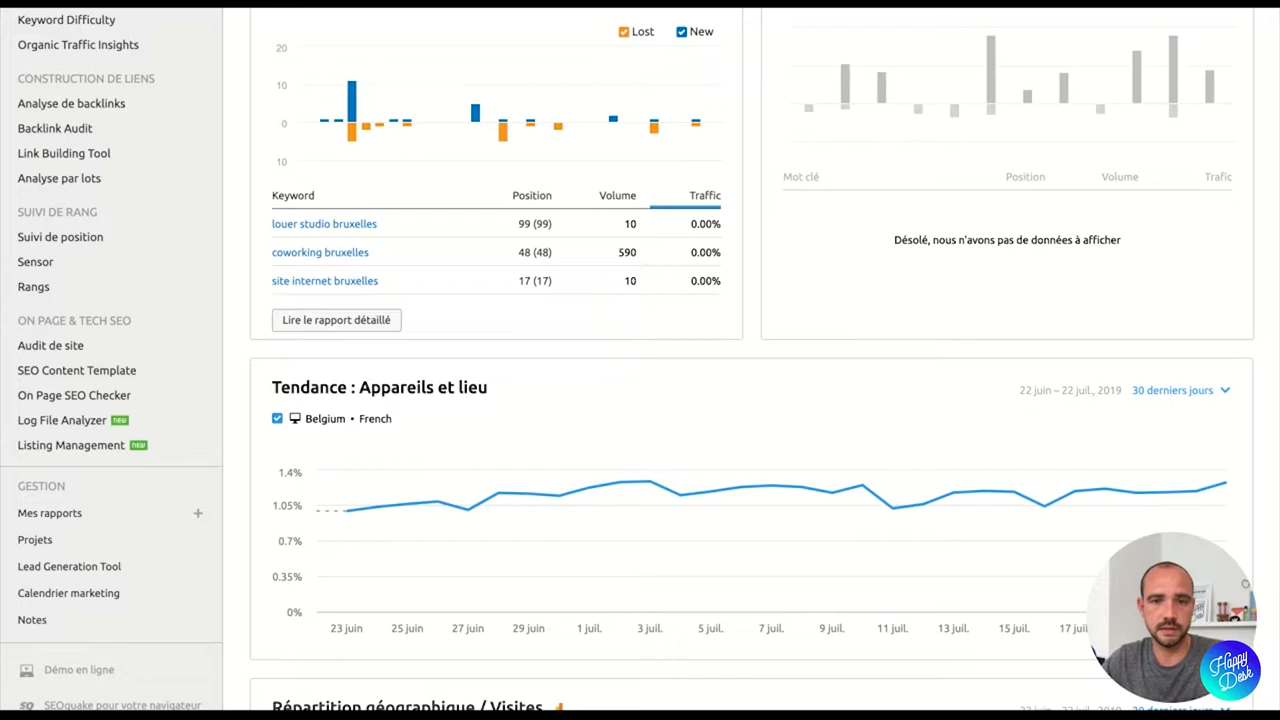 Keyword Difficulty
Organic Traffic Insights
CONSTRUCTION DE LIENS
Analyse de backlinks
Backlink Audit
Link Building Tool
Analyse par lots
SUIVI DE RANG
Suivi de position
Sensor
Rangs
ON PAGE & TECH SEO
Audit de site
SEO Content Template
On Page SEO Checker
Log File Analyzer new
Listing Management new
GESTION
Mes rapports +
Projets
Lead Generation Tool
Calendrier marketing
Notes
Démo en ligne
SEOquake pour votre navigateur
Lost New
20
10
0
10
Keyword Position Volume Traffic
louer studio bruxelles 99 (99) 10 0.00%
coworking bruxelles 48 (48) 590 0.00%
site internet bruxelles 17 (17) 10 0.00%
Lire le rapport détaillé
Mot clé Position Volume Trafic
Désolé, nous n'avons pas de données à afficher
Tendance : Appareils et lieu
22 juin – 22 juil., 2019 30 derniers jours
Belgium • French
1.4%
1.05%
0.7%
0.35%
0%
23 juin 25 juin 27 juin 29 juin 1 juil. 3 juil. 5 juil. 7 juil. 9 juil. 11 juil. 13 juil. 15 juil. 17 juil.
Répartition géographique / Visites
22 juin – 22 juil., 2019 30 derniers jours
Happy
Desk